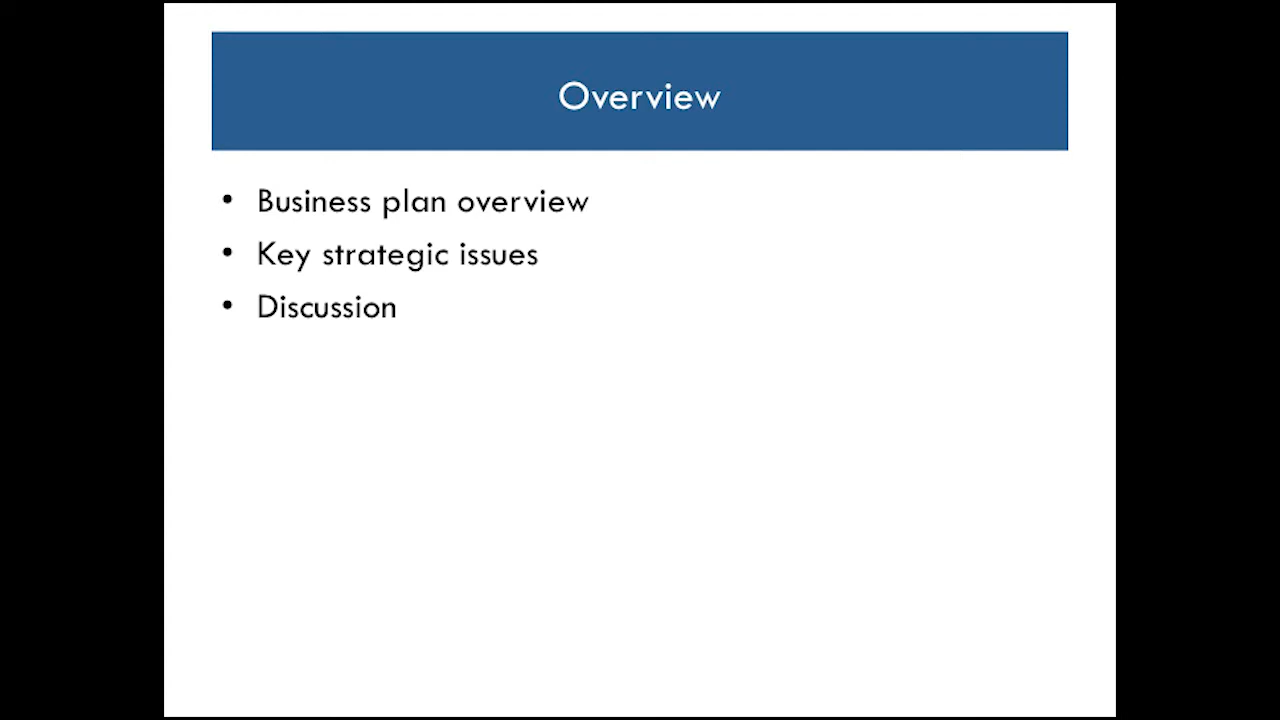 Overview
• Business plan overview
• Key strategic issues
• Discussion